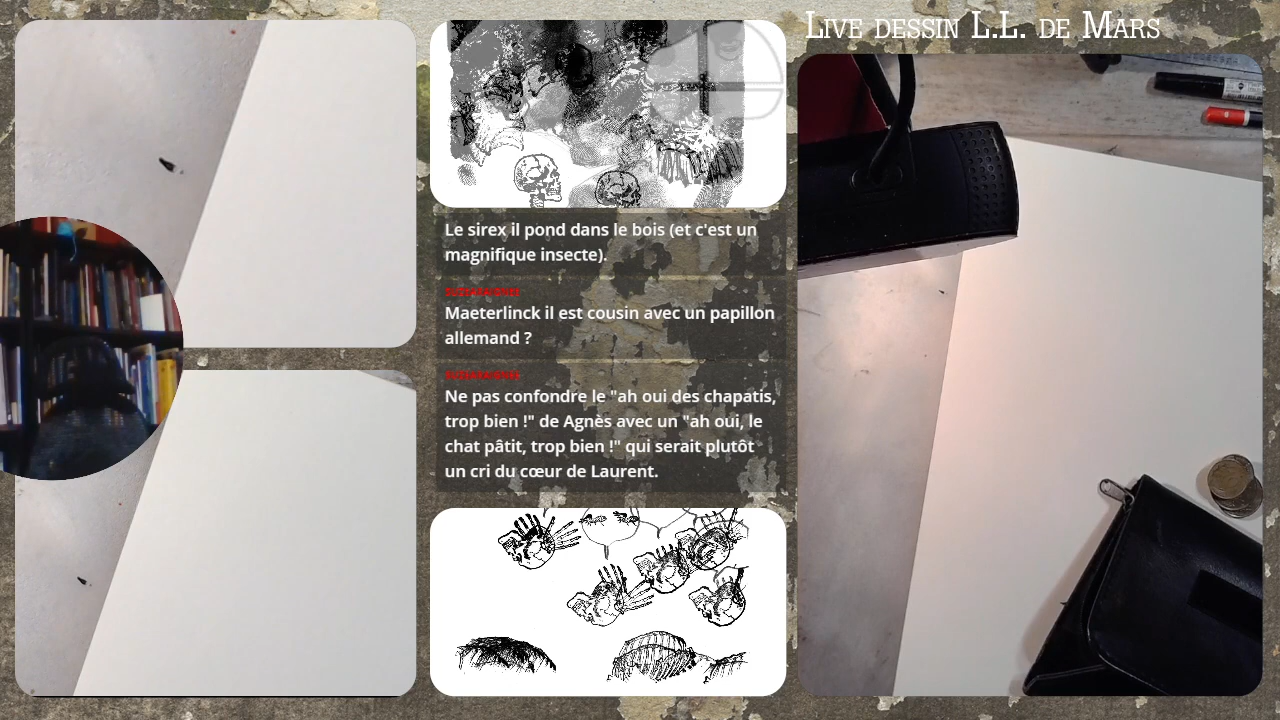 Live dessin L.L. de Mars
Le sirex il pond dans le bois (et c'est un
magnifique insecte).
Maeterlinck il est cousin avec un papillon
allemand ?
Ne pas confondre le "ah oui des chapatis,
trop bien !" de Agnès avec un "ah oui, le
chat pâtit, trop bien !" qui serait plutôt
un cri du cœur de Laurent.